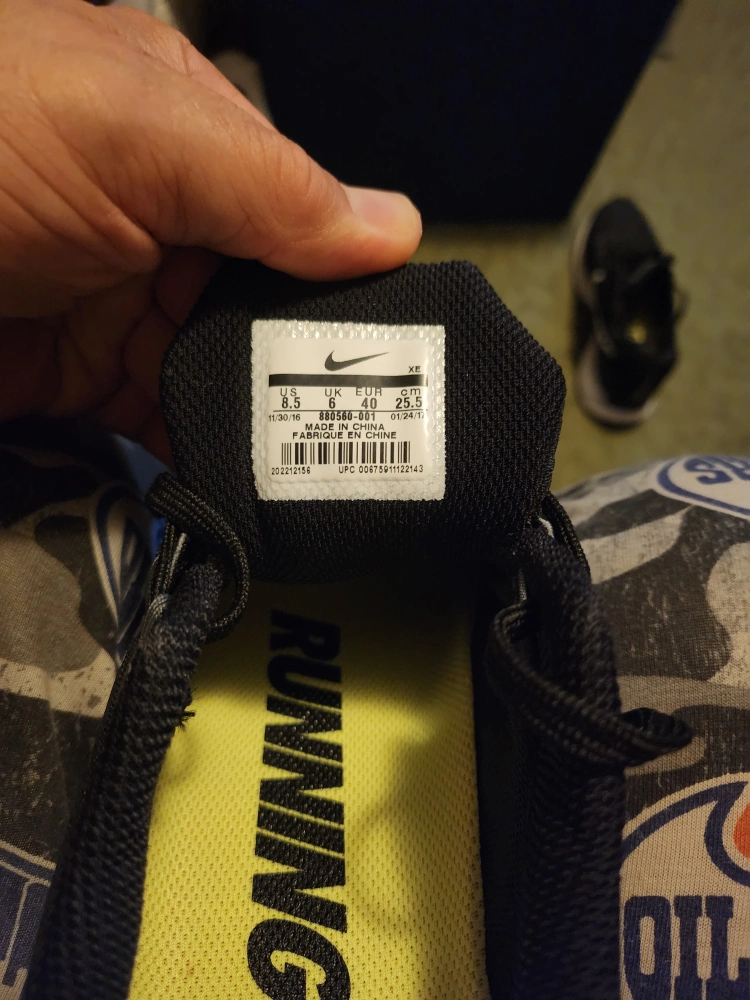 XE
US UK EUR cm
8.5 6 40 25.5
11/30/16 880560-001 01/24/17
MADE IN CHINA
FABRIQUE EN CHINE
202212156 UPC 00675911122143
RUNNING
OIL